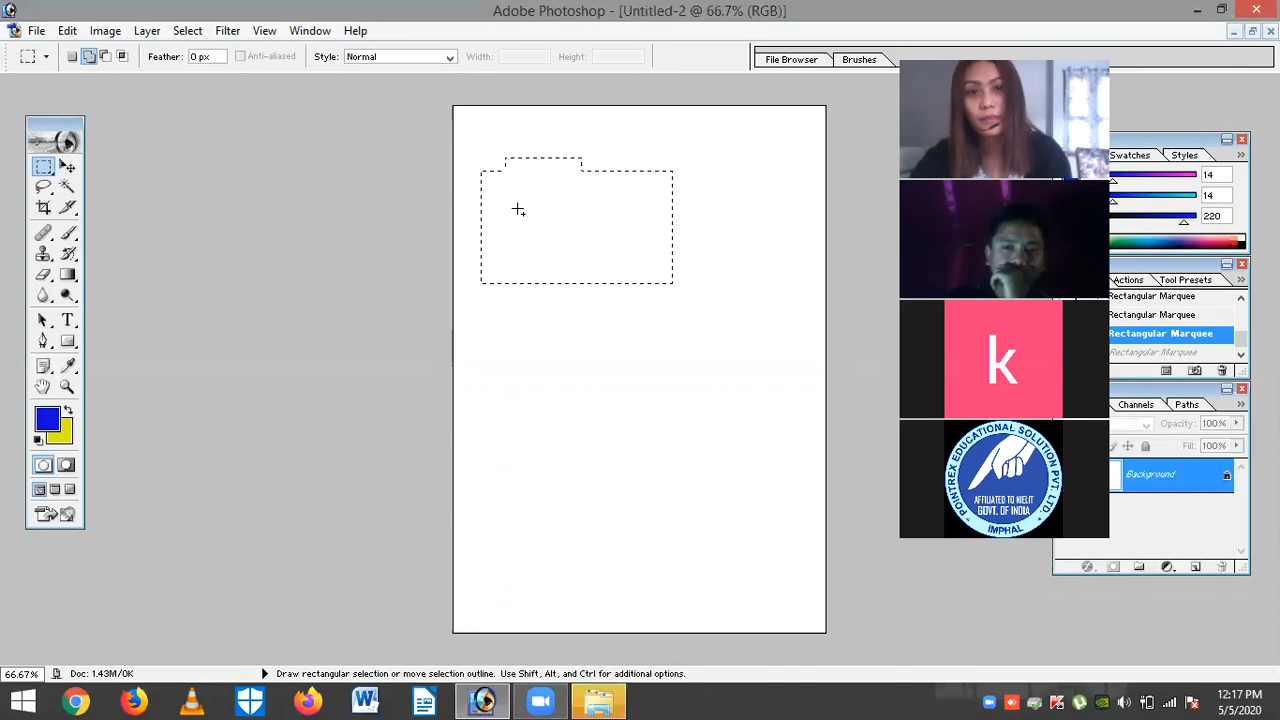 Adobe Photoshop - [Untitled-2 @ 66.7% (RGB)]
File Edit Image Layer Select Filter View Window Help
Feather: 0 px Anti-aliased Style: Normal Width: Height:
File Browser Brushes
Swatches Styles
14
14
220
Actions Tool Presets
Rectangular Marquee
Rectangular Marquee
Rectangular Marquee
Rectangular Marquee
k
Channels Paths
Opacity: 100%
Fill: 100%
Background
POINTREX EDUCATIONAL SOLUTION PVT. LTD.
AFFILIATED TO NIELIT
GOVT. OF INDIA
IMPHAL
66.67% Doc: 1.43M/0K Draw rectangular selection or move selection outline. Use Shift, Alt, and Ctrl for additional options.
12:17 PM
5/5/2020